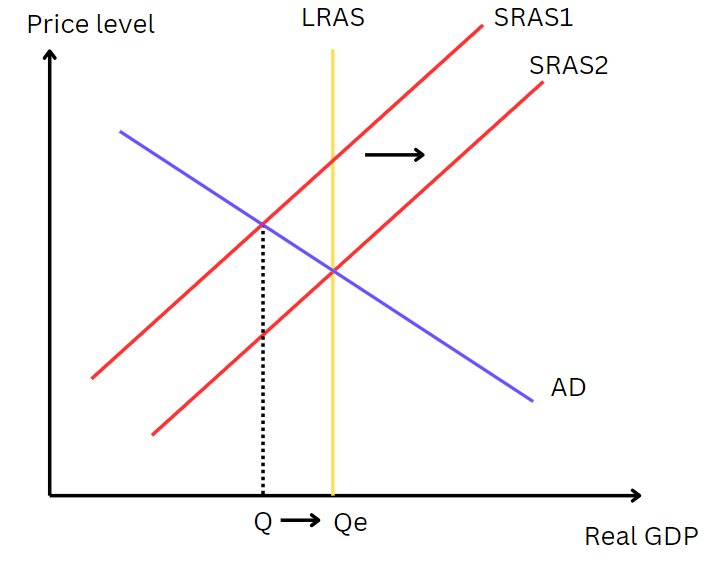 Price level
LRAS
SRAS1
SRAS2
AD
Q
Qe
Real GDP